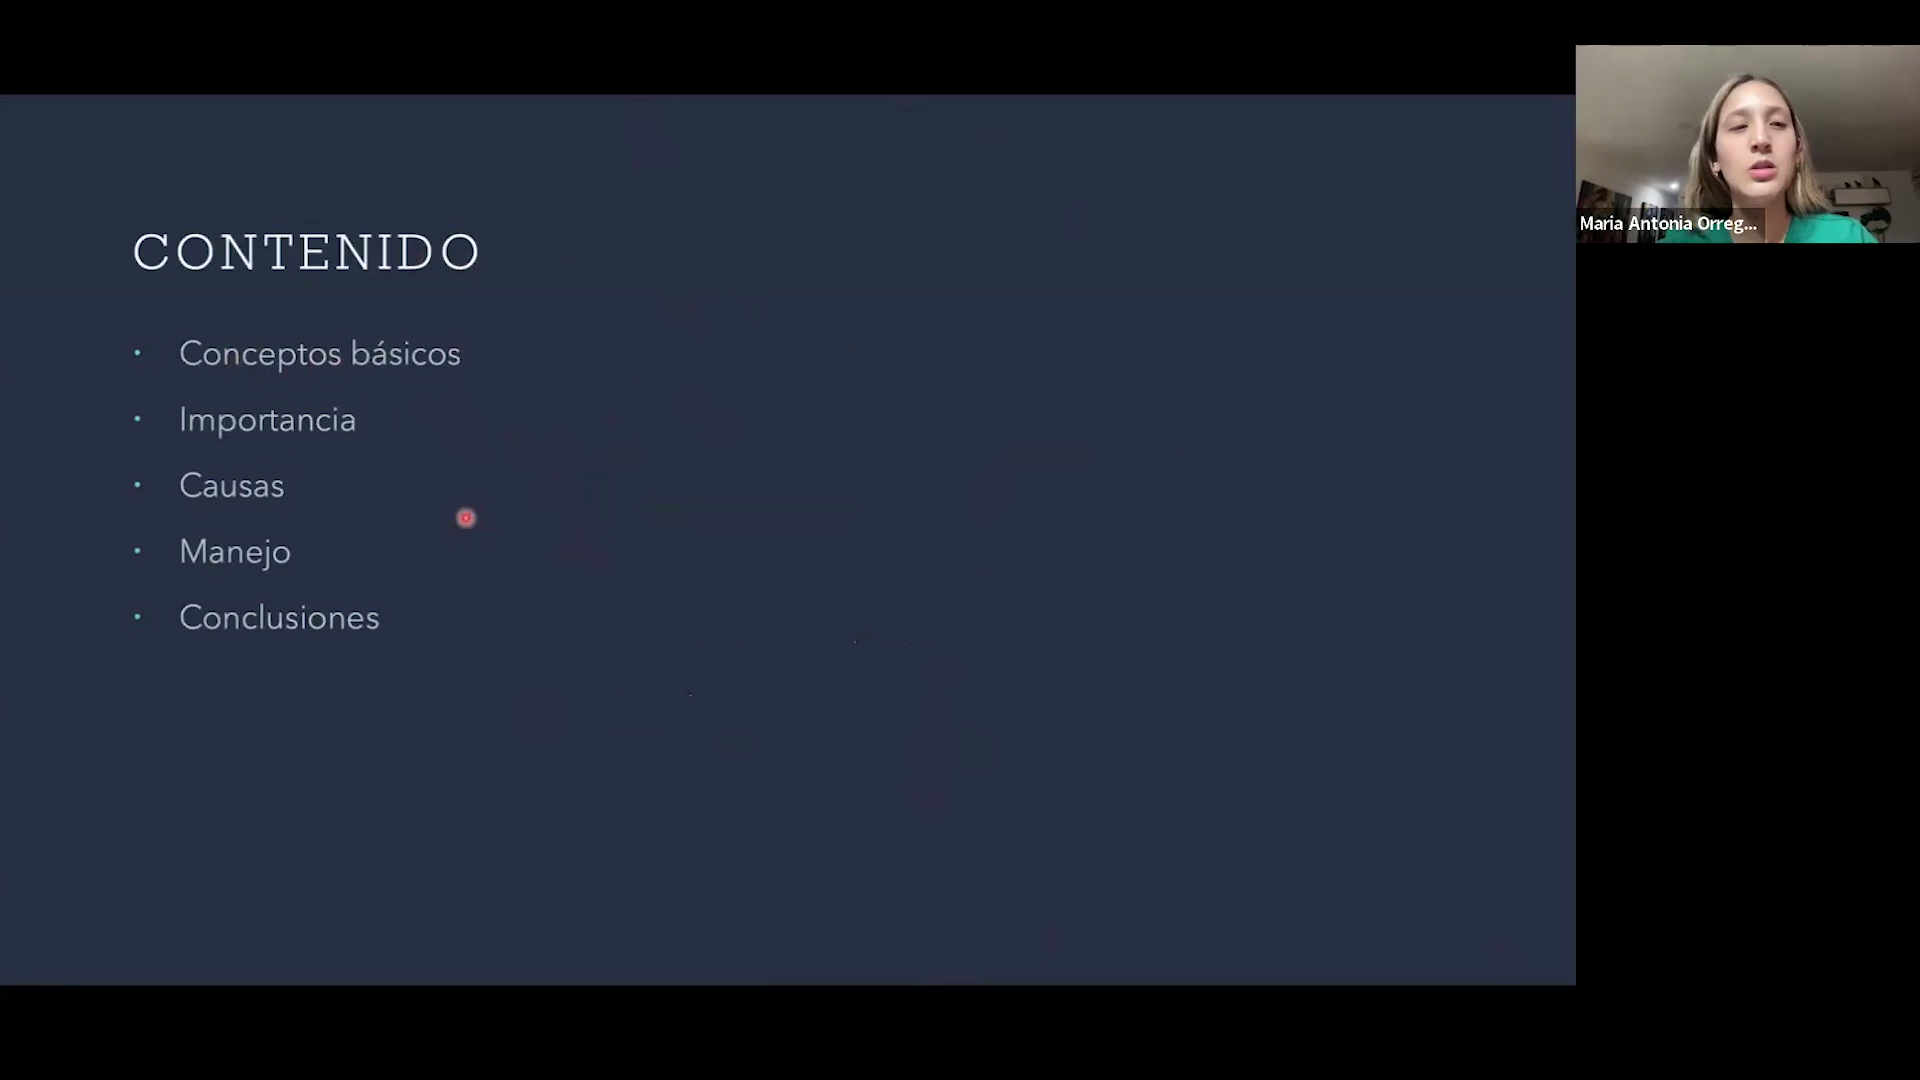 CONTENIDO
• Conceptos básicos
• Importancia
• Causas
• Manejo
• Conclusiones
Maria Antonia Orreg...